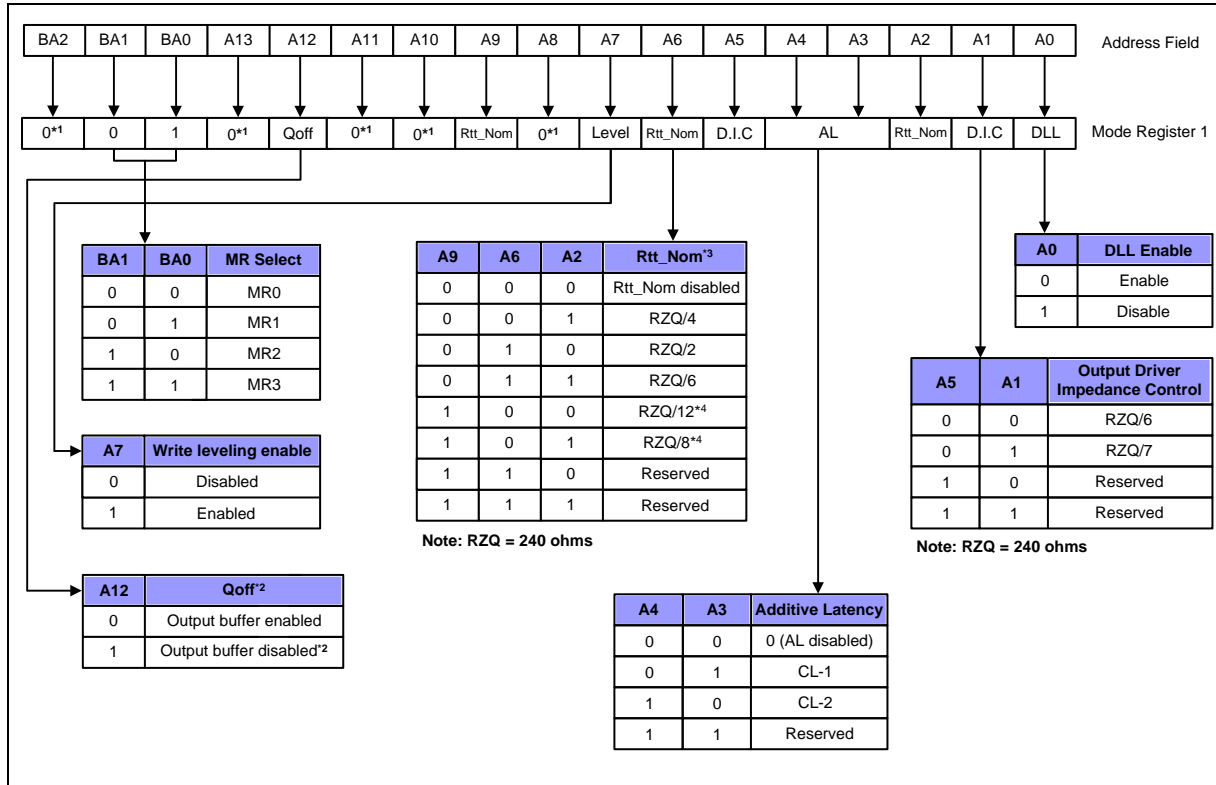 BA2 BA1 BA0 A13 A12 A11 A10 A9 A8 A7 A6 A5 A4 A3 A2 A1 A0 Address Field
0*1 0 1 0*1 Qoff 0*1 0*1 Rtt_Nom 0*1 Level Rtt_Nom D.I.C AL Rtt_Nom D.I.C DLL Mode Register 1
BA1 BA0 MR Select
0 0 MR0
0 1 MR1
1 0 MR2
1 1 MR3
A7 Write leveling enable
0 Disabled
1 Enabled
A12 Qoff*2
0 Output buffer enabled
1 Output buffer disabled*2
A9 A6 A2 Rtt_Nom*3
0 0 0 Rtt_Nom disabled
0 0 1 RZQ/4
0 1 0 RZQ/2
0 1 1 RZQ/6
1 0 0 RZQ/12*4
1 0 1 RZQ/8*4
1 1 0 Reserved
1 1 1 Reserved
Note: RZQ = 240 ohms
A4 A3 Additive Latency
0 0 0 (AL disabled)
0 1 CL-1
1 0 CL-2
1 1 Reserved
A0 DLL Enable
0 Enable
1 Disable
A5 A1 Output Driver
Impedance Control
0 0 RZQ/6
0 1 RZQ/7
1 0 Reserved
1 1 Reserved
Note: RZQ = 240 ohms